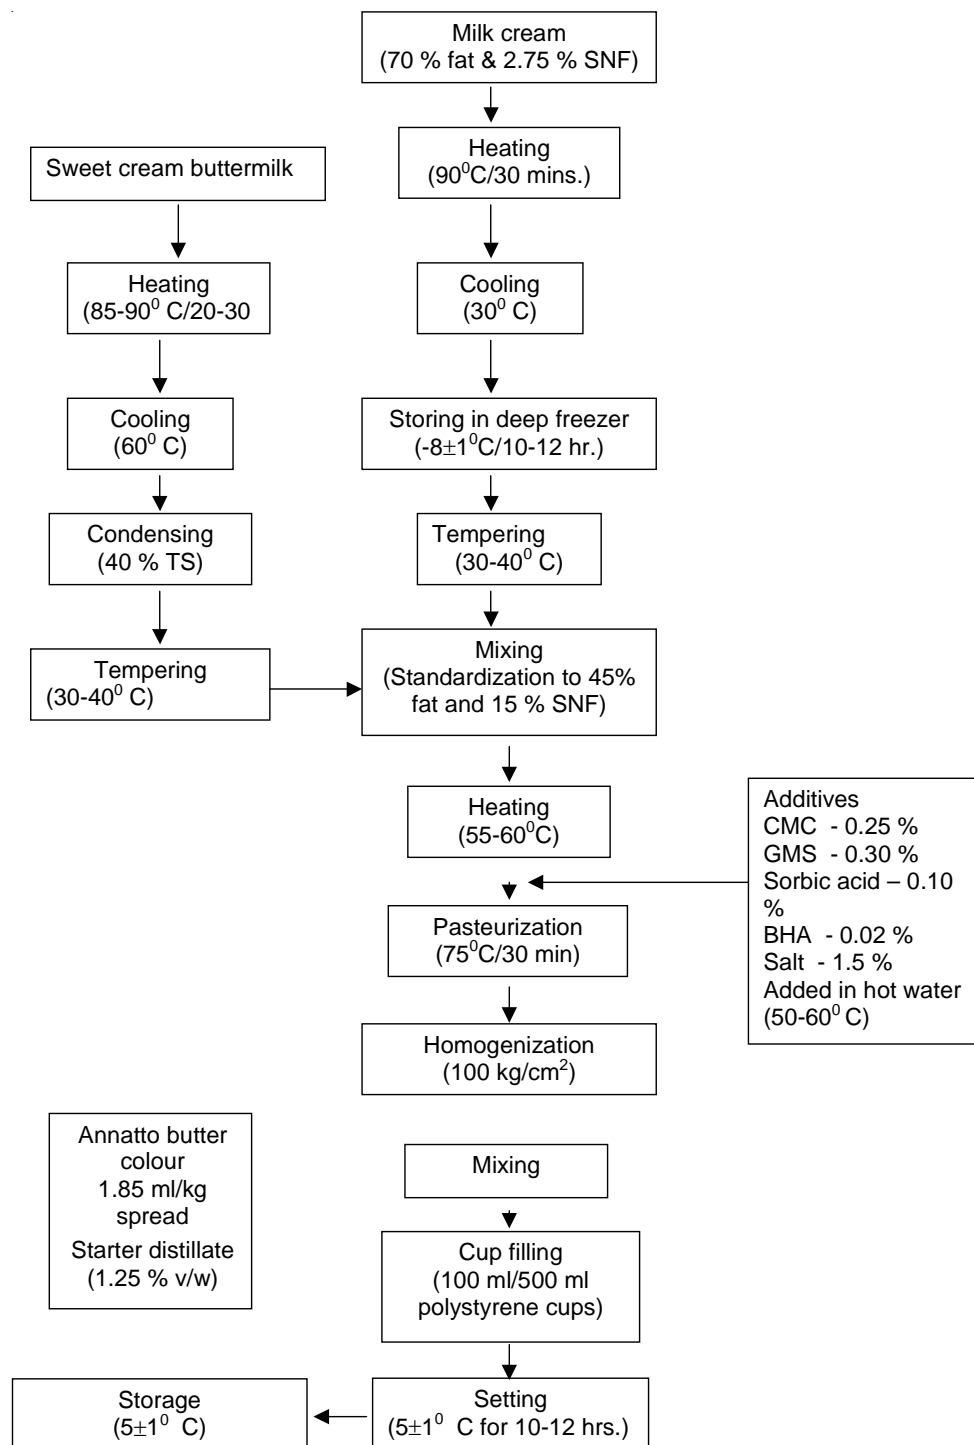 Milk cream
(70 % fat & 2.75 % SNF)
Heating
(90⁰C/30 mins.)
Sweet cream buttermilk
Heating
(85-90⁰ C/20-30
Cooling
(30⁰ C)
Cooling
(60⁰ C)
Storing in deep freezer
(-8±1⁰C/10-12 hr.)
Condensing
(40 % TS)
Tempering
(30-40⁰ C)
Tempering
(30-40⁰ C)
Mixing
(Standardization to 45%
fat and 15 % SNF)
Heating
(55-60⁰C)
Additives
CMC - 0.25 %
GMS - 0.30 %
Sorbic acid – 0.10
%
BHA - 0.02 %
Salt - 1.5 %
Added in hot water
(50-60⁰ C)
Pasteurization
(75⁰C/30 min)
Homogenization
(100 kg/cm²)
Annatto butter
colour
1.85 ml/kg
spread
Starter distillate
(1.25 % v/w)
Mixing
Cup filling
(100 ml/500 ml
polystyrene cups)
Setting
(5±1⁰ C for 10-12 hrs.)
Storage
(5±1⁰ C)